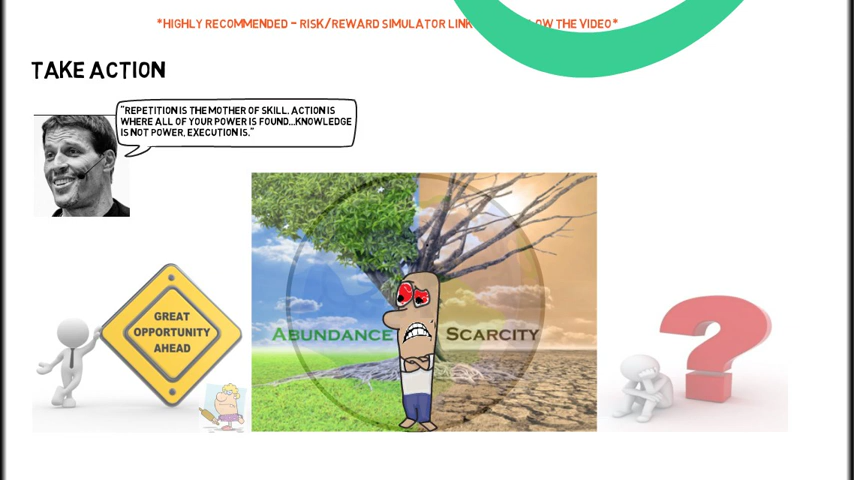 *HIGHLY RECOMMENDED - RISK/REWARD SIMULATOR LINK THE VIDEO*
TAKE ACTION
"REPETITION IS THE MOTHER OF SKILL, ACTION IS
WHERE ALL OF YOUR POWER IS FOUND...KNOWLEDGE
IS NOT POWER, EXECUTION IS."
GREAT
OPPORTUNITY
AHEAD
ABUNDANCE
SCARCITY